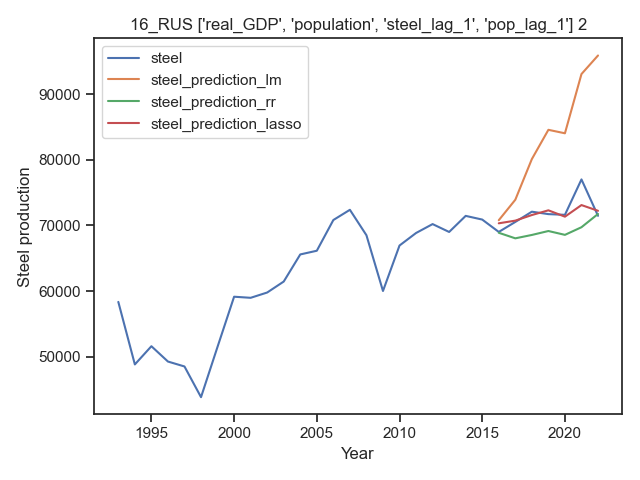 16_RUS ['real_GDP', 'population', 'steel_lag_1', 'pop_lag_1'] 2
steel
steel_prediction_lm
steel_prediction_rr
steel_prediction_lasso
90000
80000
70000
60000
50000
Steel production
1995
2000
2005
2010
2015
2020
Year